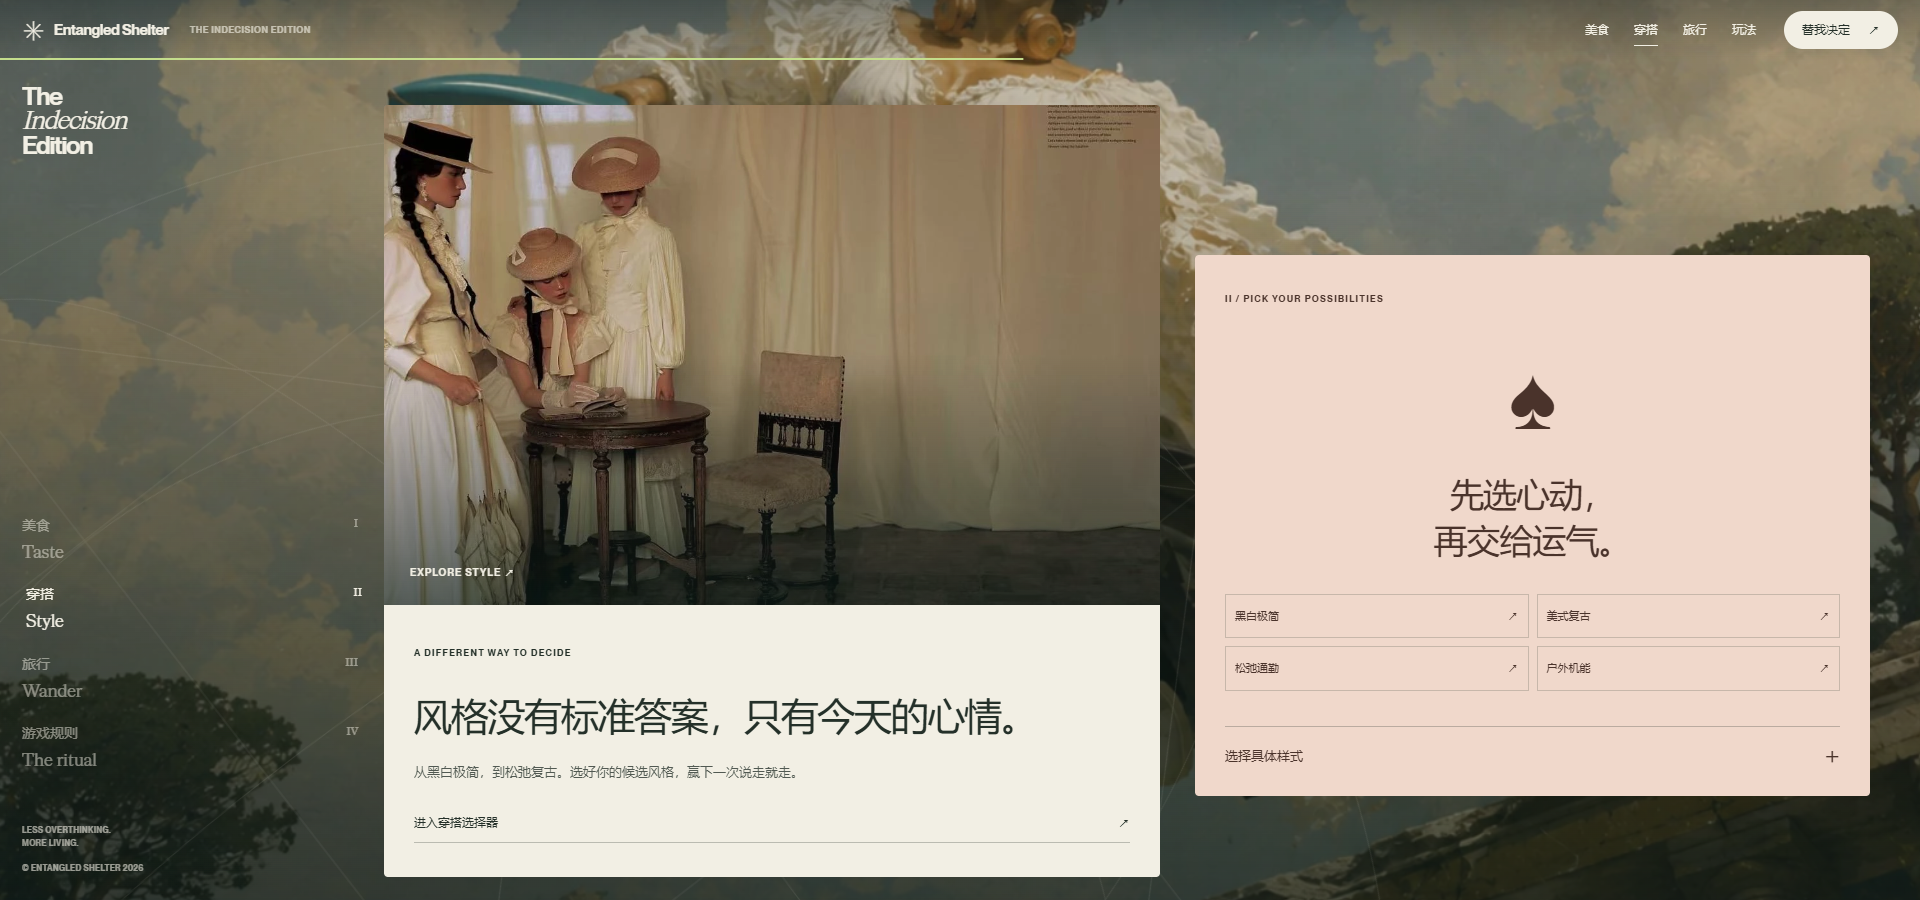 Entangled Shelter
THE INDECISION EDITION
美食
穿搭
旅行
玩法
替我决定 ↗
The
Indecision
Edition
美食 I
Taste
穿搭 II
Style
旅行 III
Wander
游戏规则 IV
The ritual
LESS OVERTHINKING.
MORE LIVING.
© ENTANGLED SHELTER 2026
EXPLORE STYLE ↗
A DIFFERENT WAY TO DECIDE
风格没有标准答案，只有今天的心情。
从黑白极简，到松弛复古。选好你的候选风格，赢下一次说走就走。
进入穿搭选择器 ↗
II / PICK YOUR POSSIBILITIES
先选心动，
再交给运气。
黑白极简 ↗
美式复古 ↗
松弛通勤 ↗
户外机能 ↗
选择具体样式 +